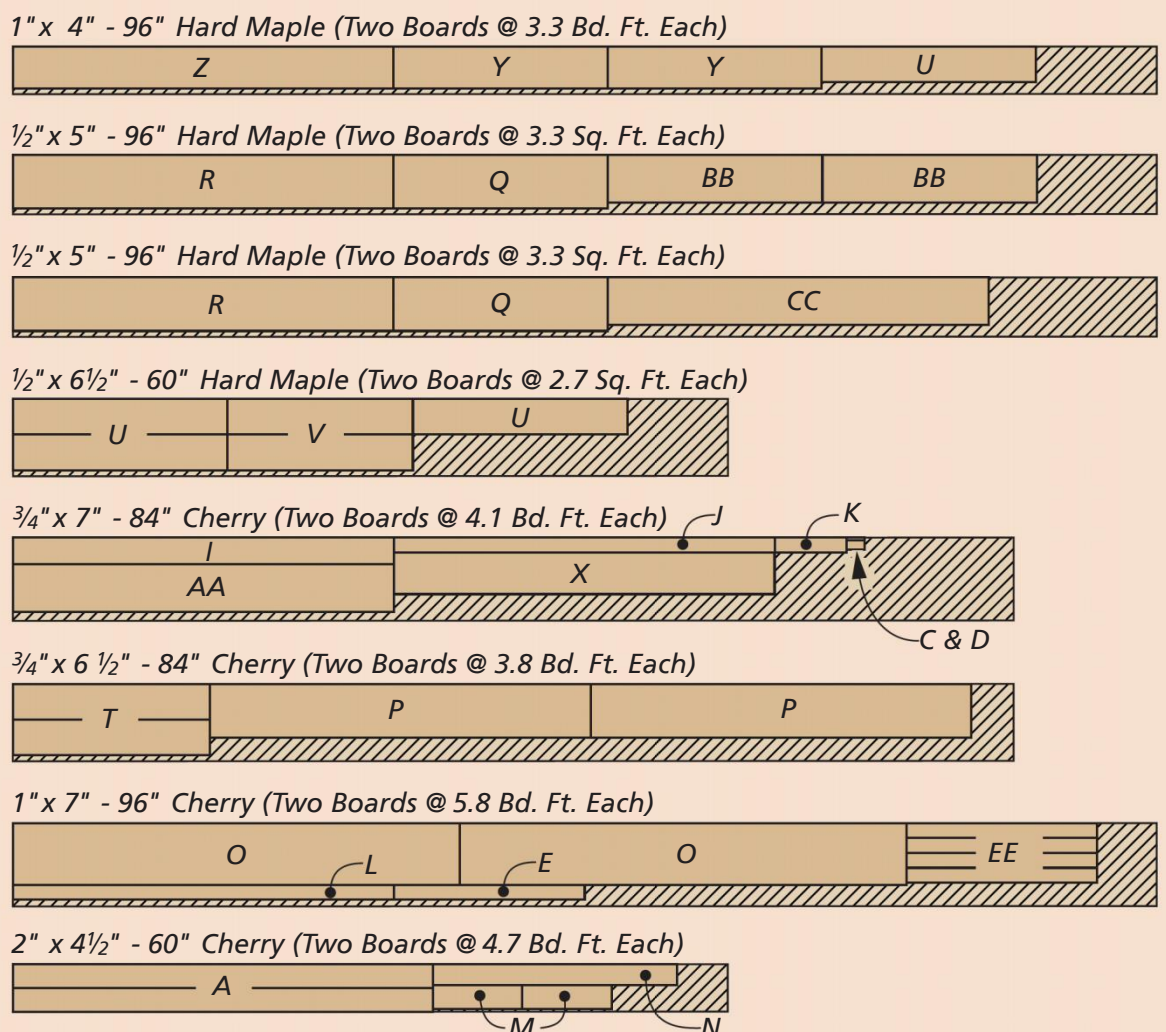 1"x 4" - 96" Hard Maple (Two Boards @ 3.3 Bd. Ft. Each)
Z Y Y U
½"x 5" - 96" Hard Maple (Two Boards @ 3.3 Sq. Ft. Each)
R Q BB BB
½"x 5" - 96" Hard Maple (Two Boards @ 3.3 Sq. Ft. Each)
R Q CC
½"x 6½" - 60" Hard Maple (Two Boards @ 2.7 Sq. Ft. Each)
U V U
¾"x 7" - 84" Cherry (Two Boards @ 4.1 Bd. Ft. Each)
J K
I
AA X
C & D
¾"x 6 ½" - 84" Cherry (Two Boards @ 3.8 Bd. Ft. Each)
T P P
1"x 7" - 96" Cherry (Two Boards @ 5.8 Bd. Ft. Each)
O L E O EE
2" x 4½" - 60" Cherry (Two Boards @ 4.7 Bd. Ft. Each)
A
M N